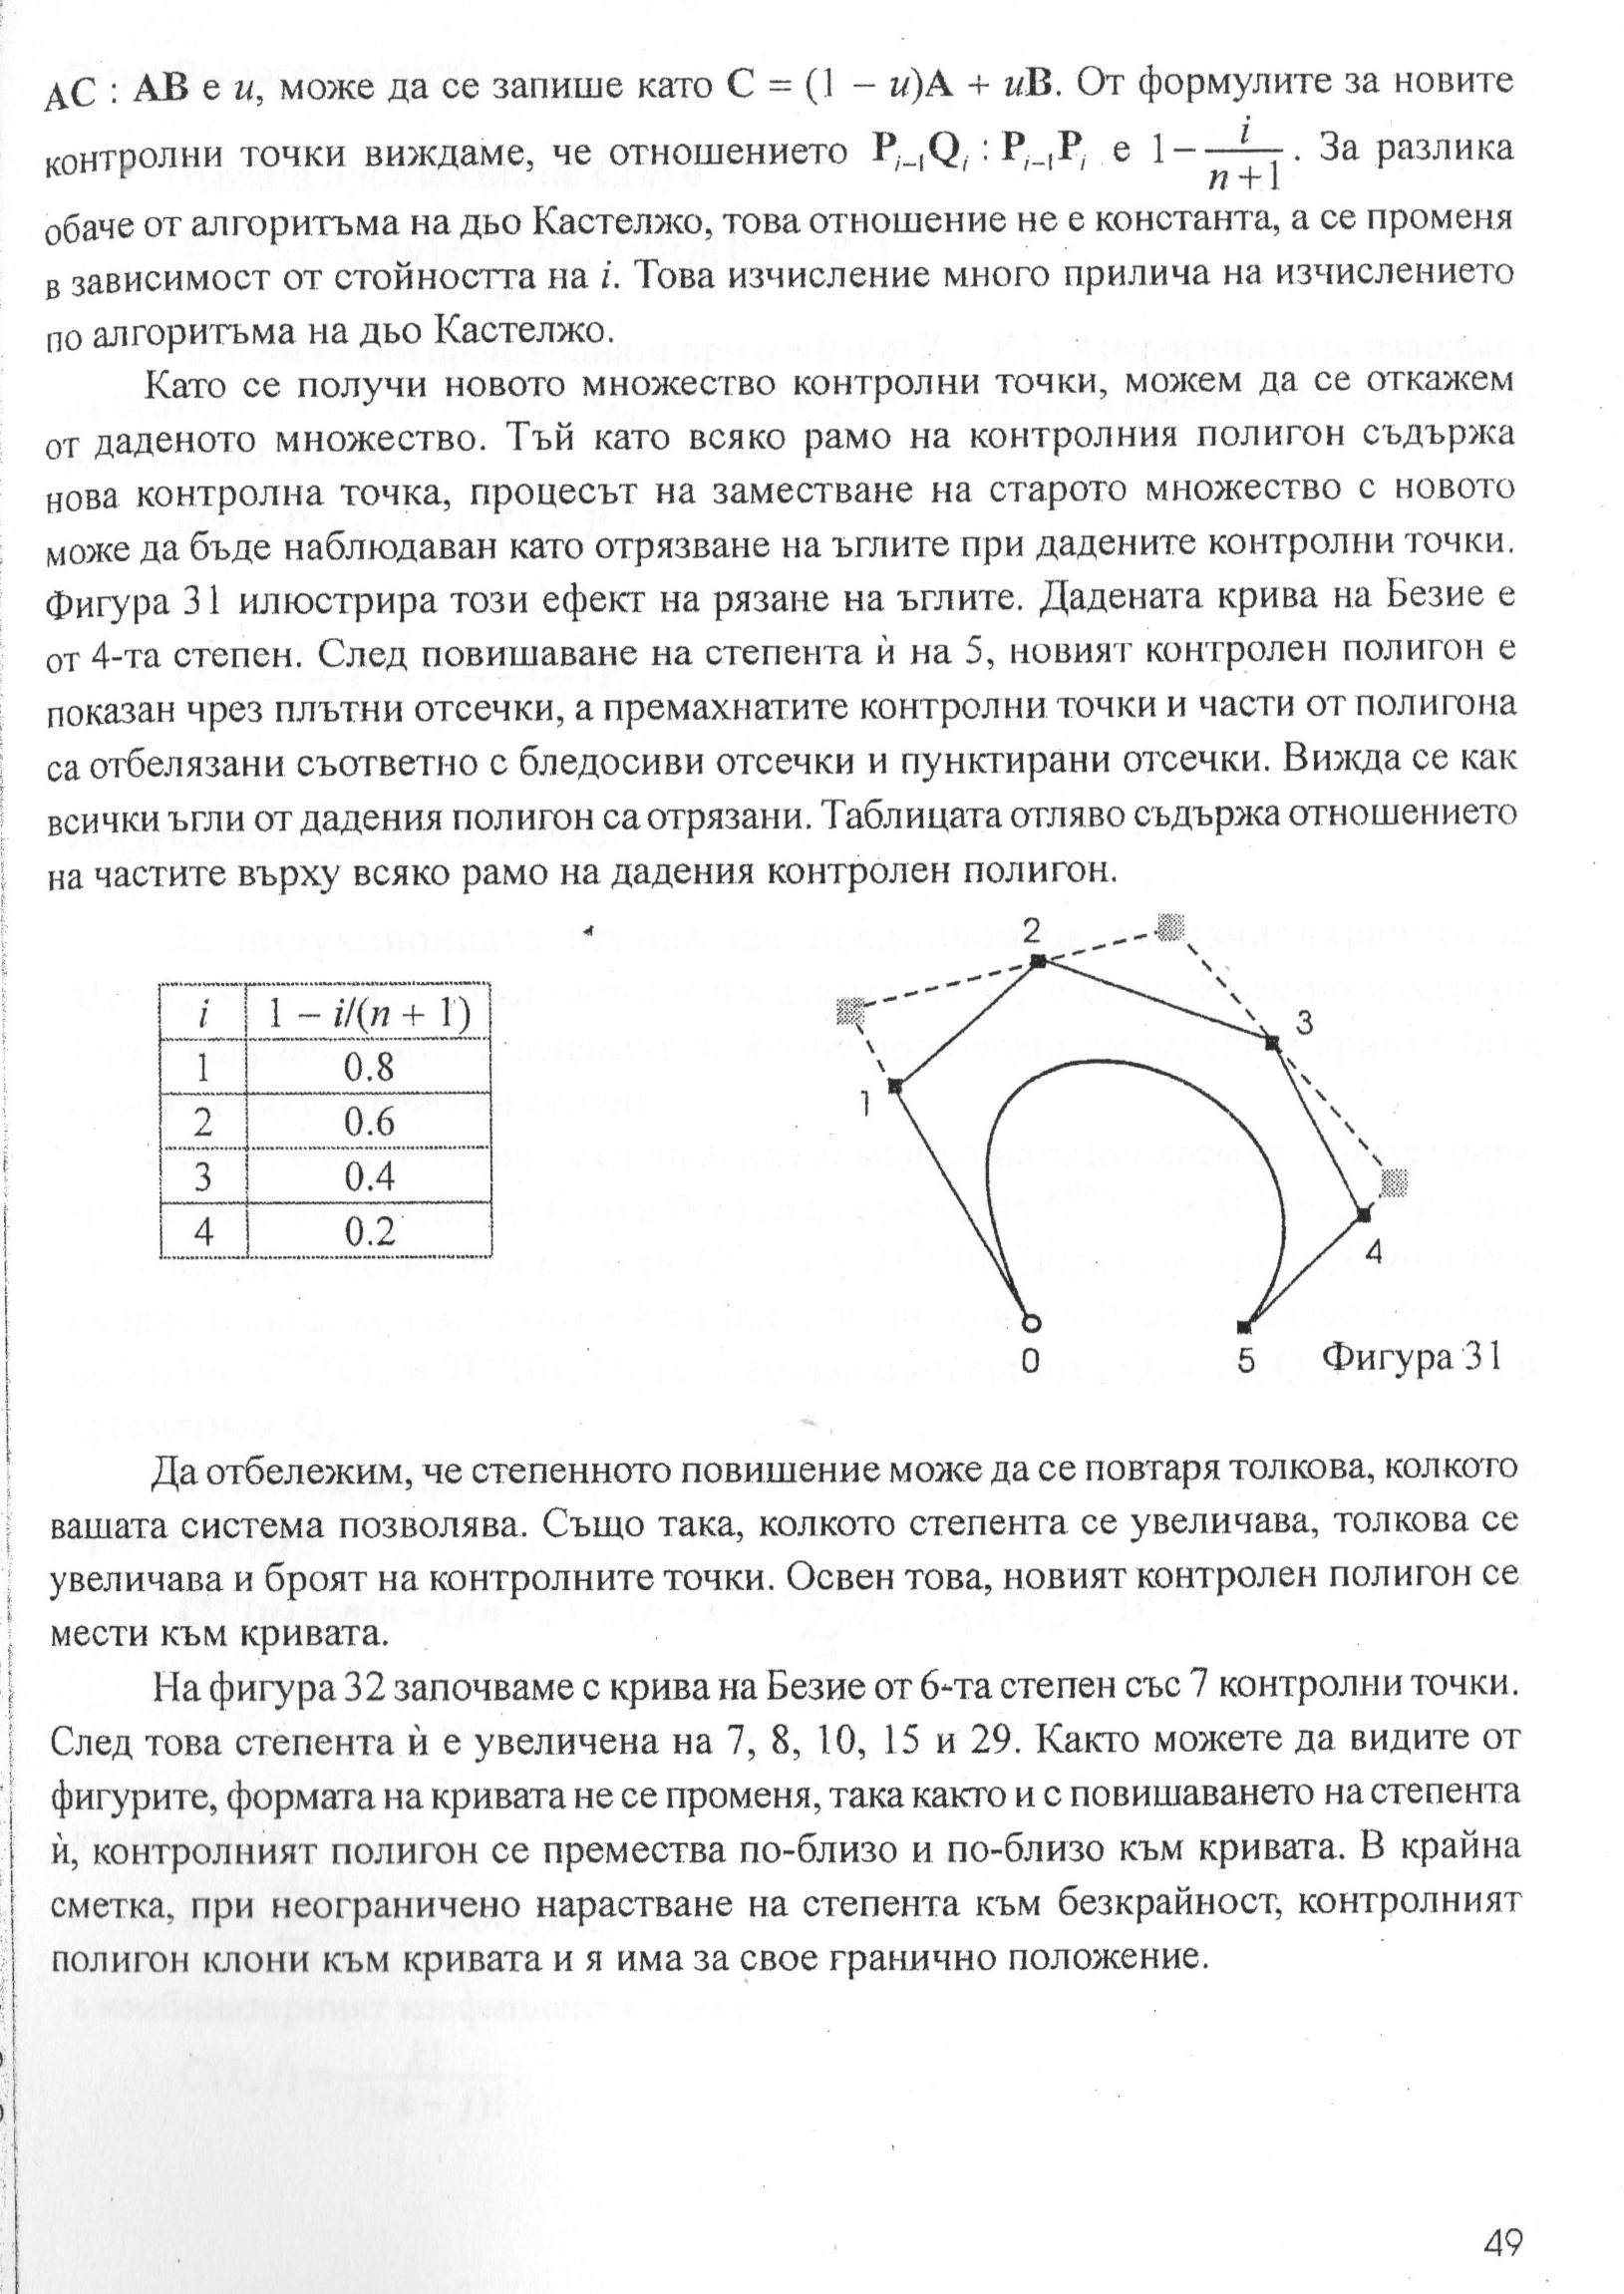 AC : AB е u, може да се запише като C = (1 – u)A + uB. От формулите за новите
контролни точки виждаме, че отношението P_{i–1}Q_i : P_{i–1}P_i е 1 – i/(n+1). За разлика
обаче от алгоритъма на дьо Кастелжо, това отношение не е константа, а се променя
в зависимост от стойността на i. Това изчисление много прилича на изчислението
по алгоритъма на дьо Кастелжо.
Като се получи новото множество контролни точки, можем да се откажем
от даденото множество. Тъй като всяко рамо на контролния полигон съдържа
нова контролна точка, процесът на заместване на старото множество с новото
може да бъде наблюдаван като отрязване на ъглите при дадените контролни точки.
Фигура 31 илюстрира този ефект на рязане на ъглите. Дадената крива на Безие е
от 4-та степен. След повишаване на степента ѝ на 5, новият контролен полигон е
показан чрез плътни отсечки, а премахнатите контролни точки и части от полигона
са отбелязани съответно с бледосиви отсечки и пунктирани отсечки. Вижда се как
всички ъгли от дадения полигон са отрязани. Таблицата отляво съдържа отношението
на частите върху всяко рамо на дадения контролен полигон.
i 1 – i/(n + 1)
1 0.8
2 0.6
3 0.4
4 0.2
2
3
1
4
0
5
Фигура 31
Да отбележим, че степенното повишение може да се повтаря толкова, колкото
вашата система позволява. Също така, колкото степента се увеличава, толкова се
увеличава и броят на контролните точки. Освен това, новият контролен полигон се
мести към кривата.
На фигура 32 започваме с крива на Безие от 6-та степен със 7 контролни точки.
След това степента ѝ е увеличена на 7, 8, 10, 15 и 29. Както можете да видите от
фигурите, формата на кривата не се променя, така както и с повишаването на степента
ѝ, контролният полигон се премества по-близо и по-близо към кривата. В крайна
сметка, при неограничено нарастване на степента към безкрайност, контролният
полигон клони към кривата и я има за свое гранично положение.
49